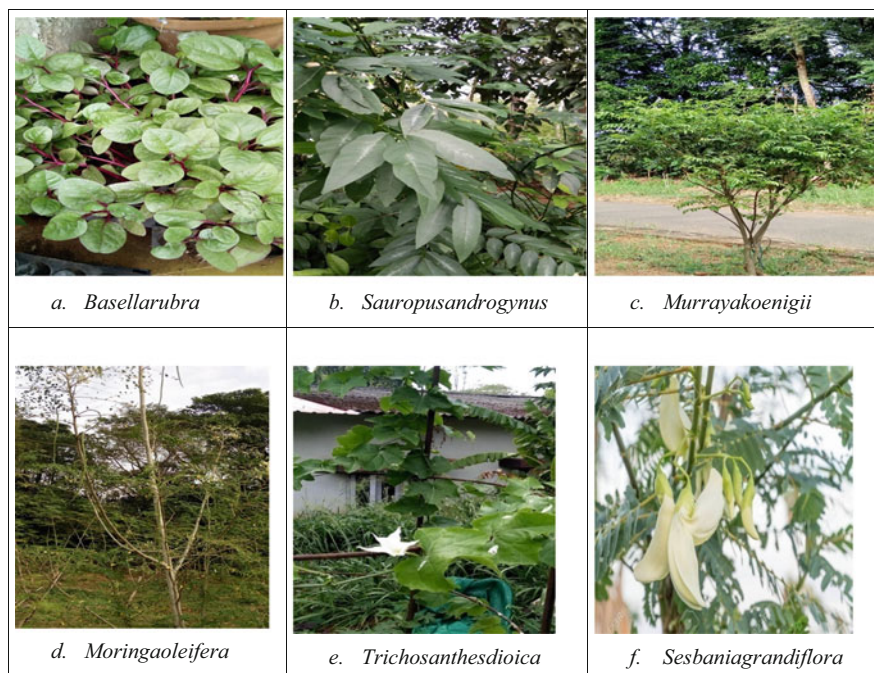 a. Basellarubra
b. Sauropusandrogynus
c. Murrayakoenigii
d. Moringaoleifera
e. Trichosanthesdioica
f. Sesbaniagrandiflora